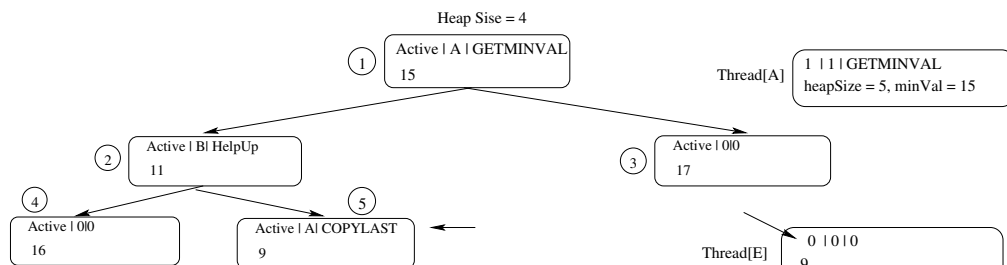 Heap Sise = 4
1
Active | A | GETMINVAL
15
Thread[A]
1 | 1 | GETMINVAL
heapSize = 5, minVal = 15
2
Active | B| HelpUp
11
3
Active | 0|0
17
4
Active | 0|0
16
5
Active | A| COPYLAST
9
Thread[E]
0 | 0 | 0
9